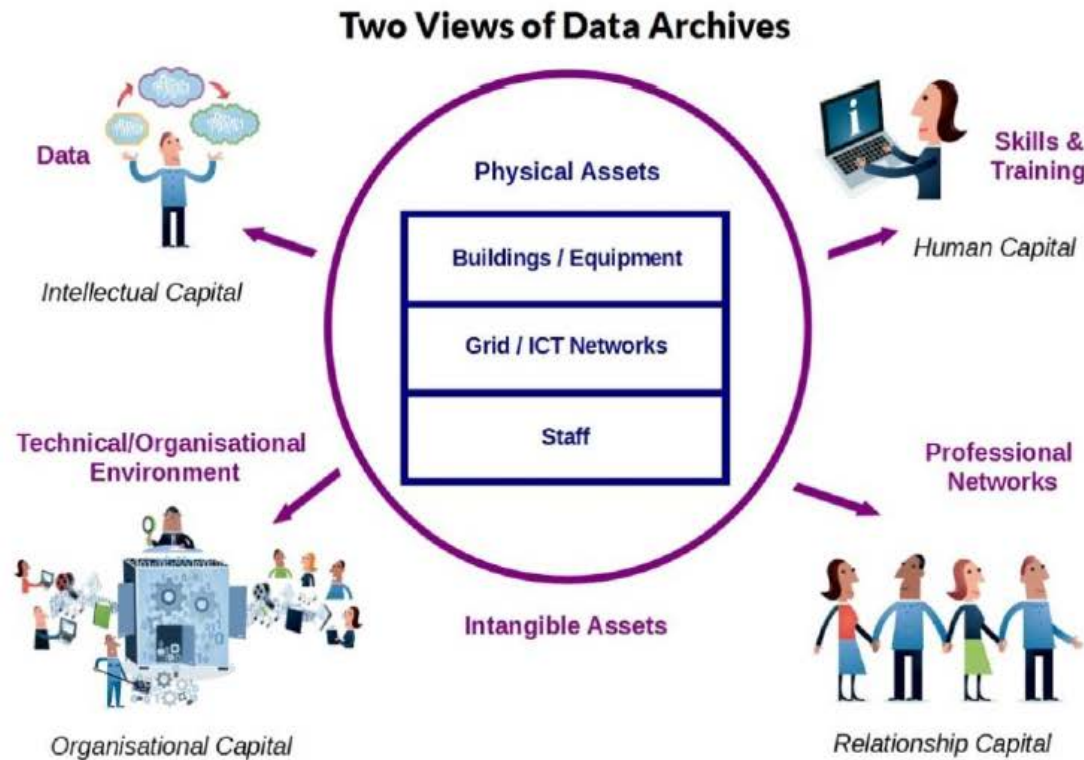 Two Views of Data Archives
Data
Intellectual Capital
Physical Assets
Buildings / Equipment
Grid / ICT Networks
Staff
i
Skills &
Training
Human Capital
Technical/Organisational
Environment
Organisational Capital
Intangible Assets
Professional
Networks
Relationship Capital